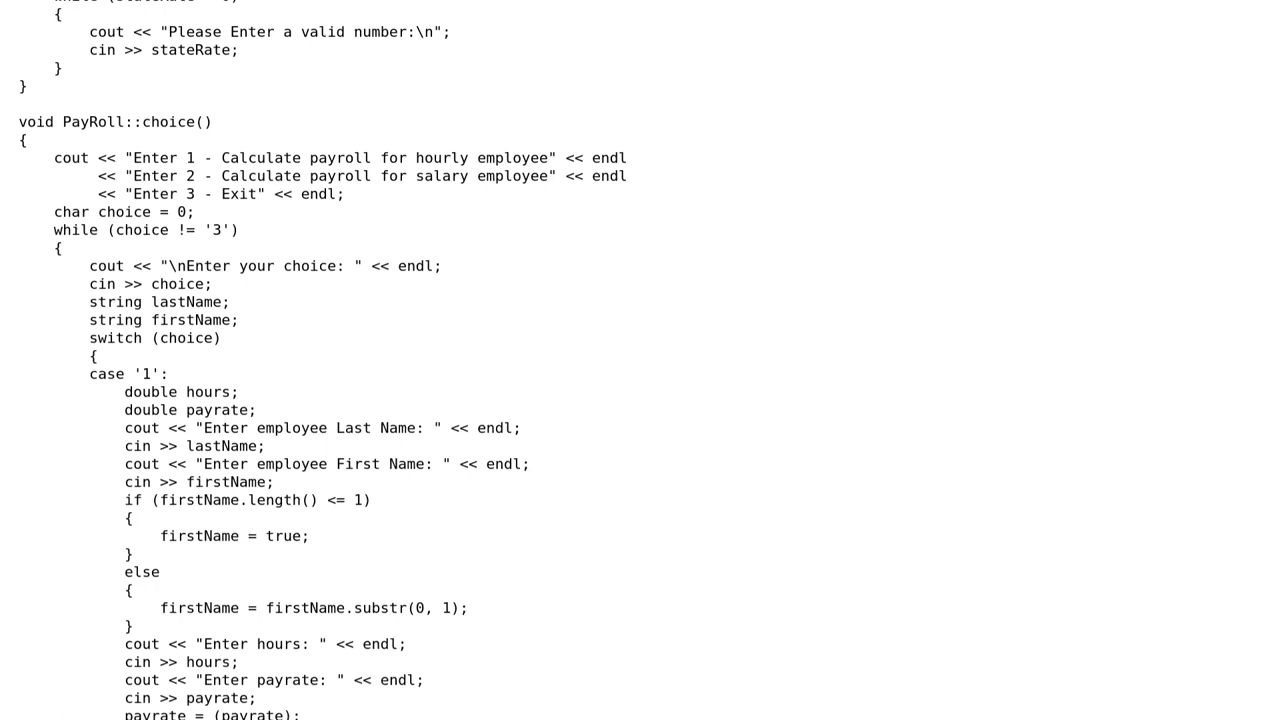 {
cout << "Please Enter a valid number:\n";
cin >> stateRate;
}
}
void PayRoll::choice()
{
cout << "Enter 1 - Calculate payroll for hourly employee" << endl
<< "Enter 2 - Calculate payroll for salary employee" << endl
<< "Enter 3 - Exit" << endl;
char choice = 0;
while (choice != '3')
{
cout << "\nEnter your choice: " << endl;
cin >> choice;
string lastName;
string firstName;
switch (choice)
{
case '1':
double hours;
double payrate;
cout << "Enter employee Last Name: " << endl;
cin >> lastName;
cout << "Enter employee First Name: " << endl;
cin >> firstName;
if (firstName.length() <= 1)
{
firstName = true;
}
else
{
firstName = firstName.substr(0, 1);
}
cout << "Enter hours: " << endl;
cin >> hours;
cout << "Enter payrate: " << endl;
cin >> payrate;
payrate = (payrate);